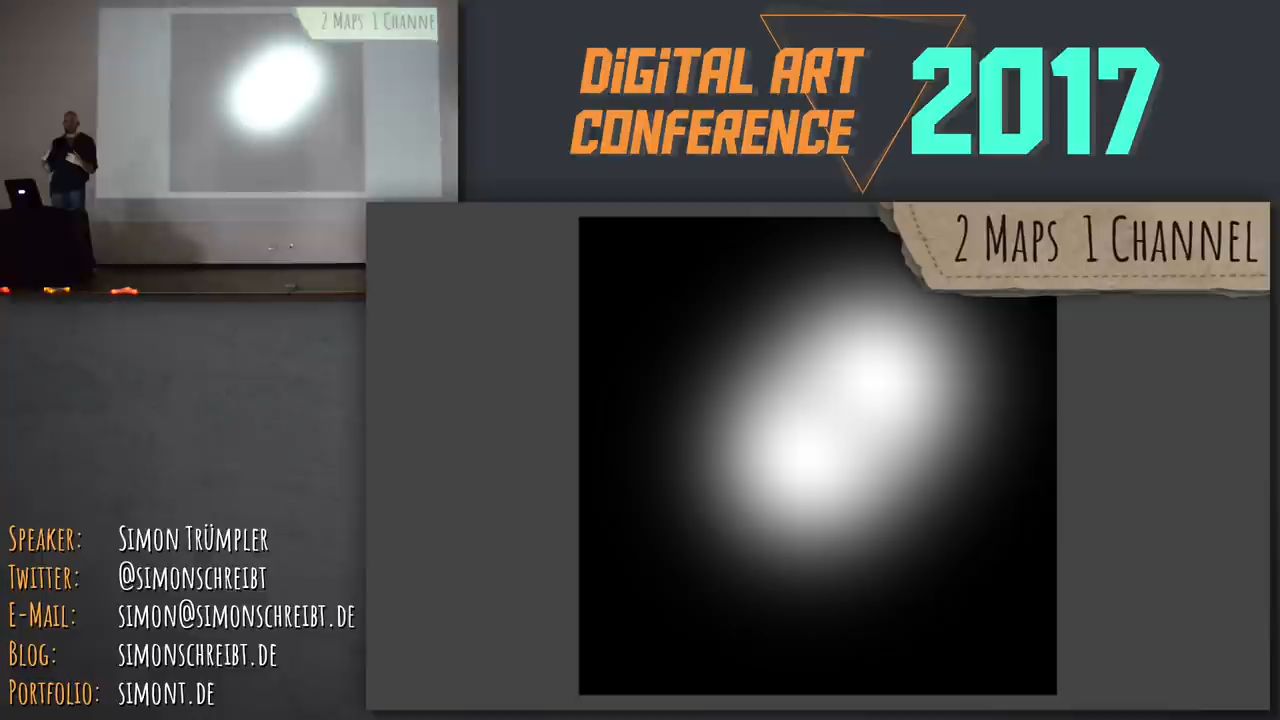 2 Maps 1 Channe
DIGITAL ART
CONFERENCE
2017
2 Maps 1 Channel
Speaker: Simon Trümpler
Twitter: @simonschreibt
E-Mail: simon@simonschreibt.de
Blog: simonschreibt.de
Portfolio: simont.de